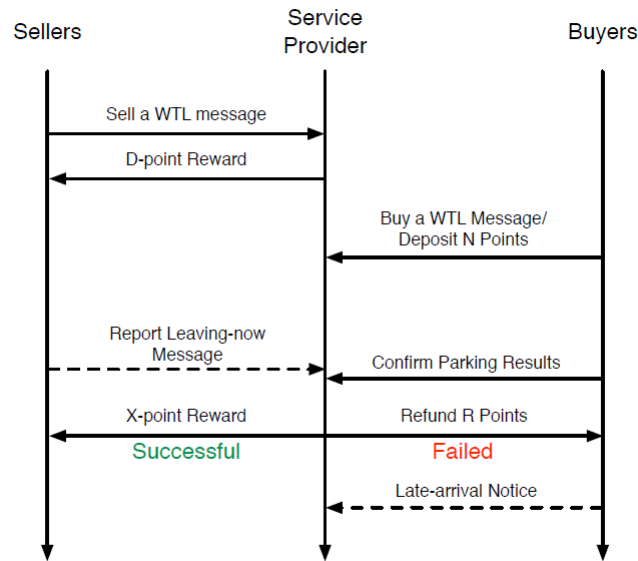 Sellers
Service
Provider
Buyers
Sell a WTL message
D-point Reward
Buy a WTL Message/
Deposit N Points
Report Leaving-now
Message
Confirm Parking Results
X-point Reward
Refund R Points
Successful
Failed
Late-arrival Notice